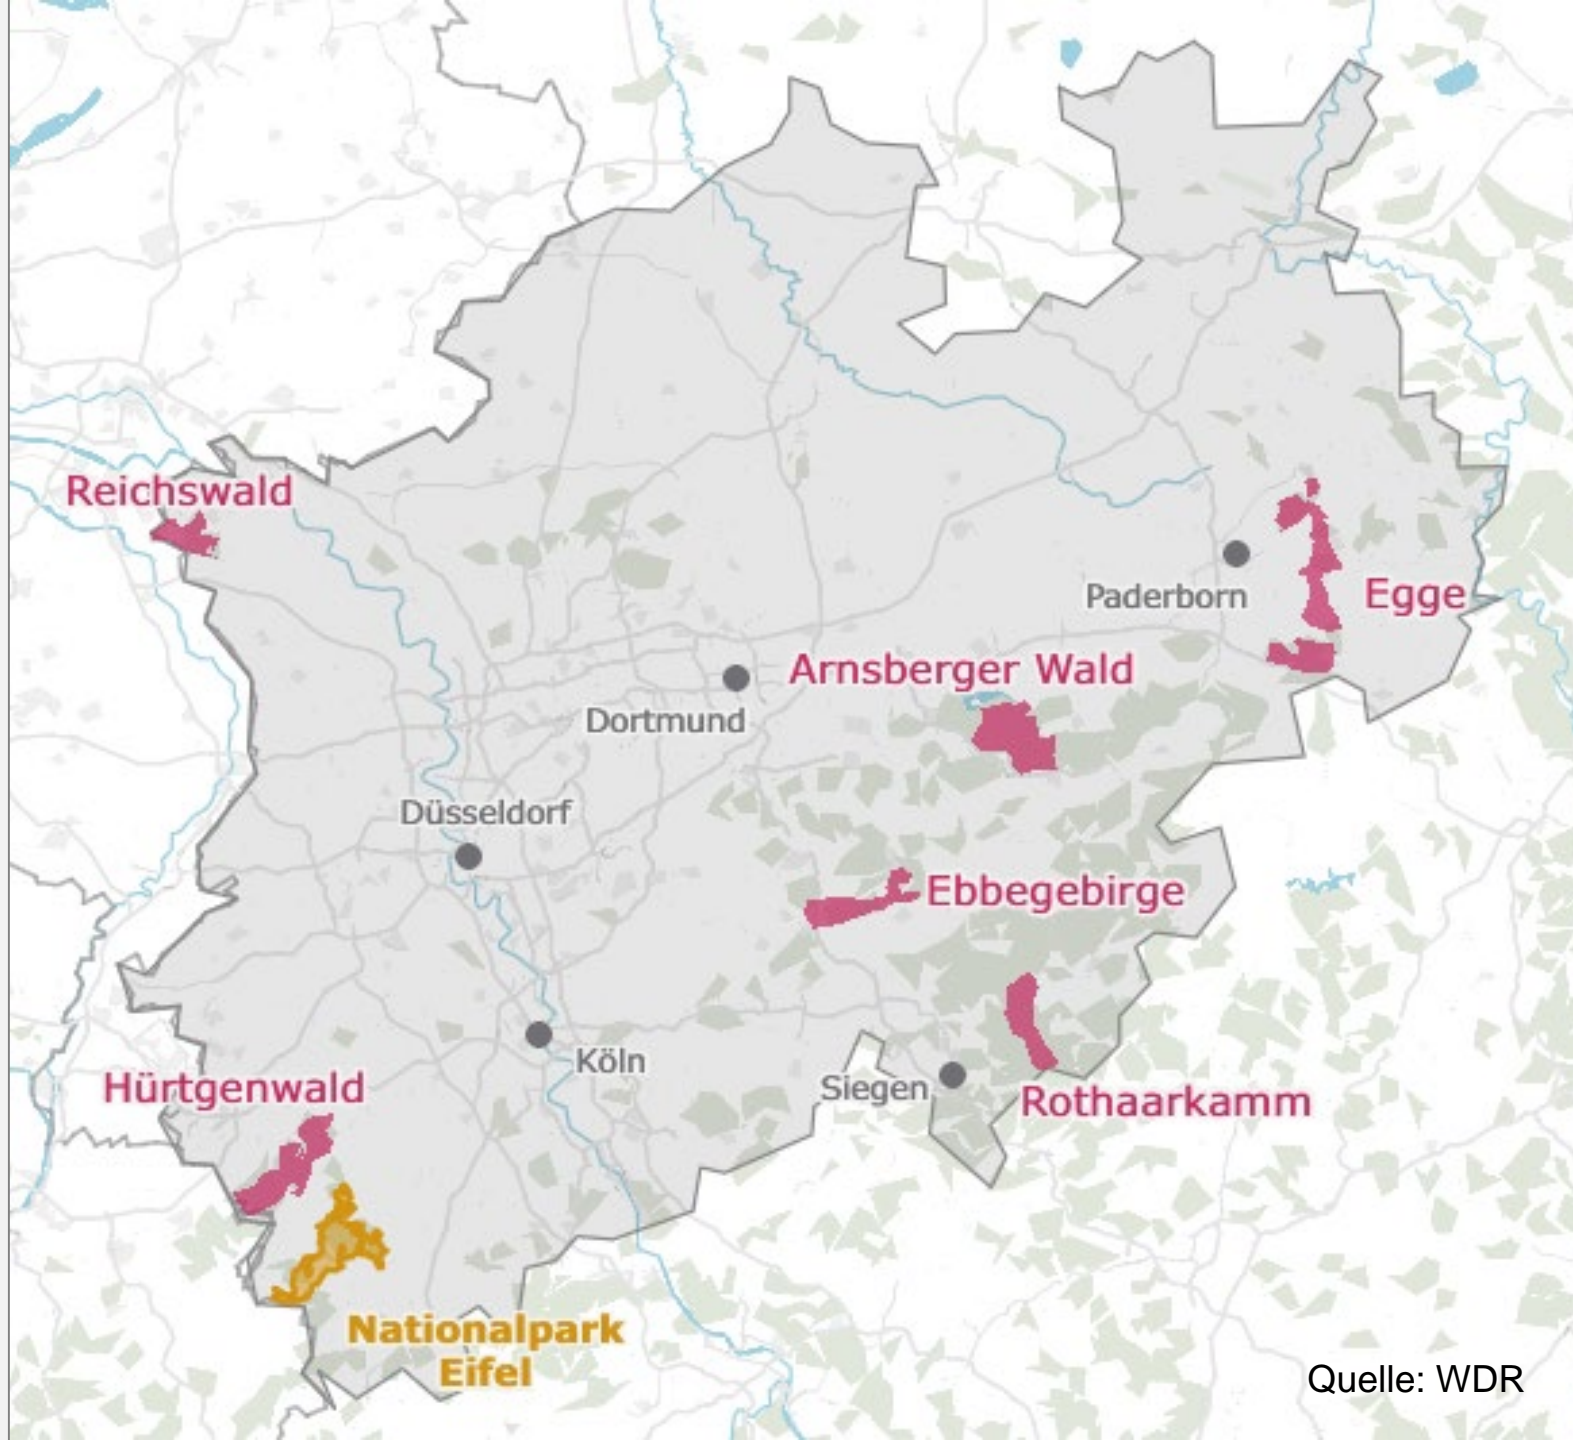 Reichswald
Paderborn
Egge
Arnsberger Wald
Dortmund
Düsseldorf
Ebbegebirge
Köln
Hürtgenwald
Siegen
Rothaarkamm
Nationalpark
Eifel
Quelle: WDR